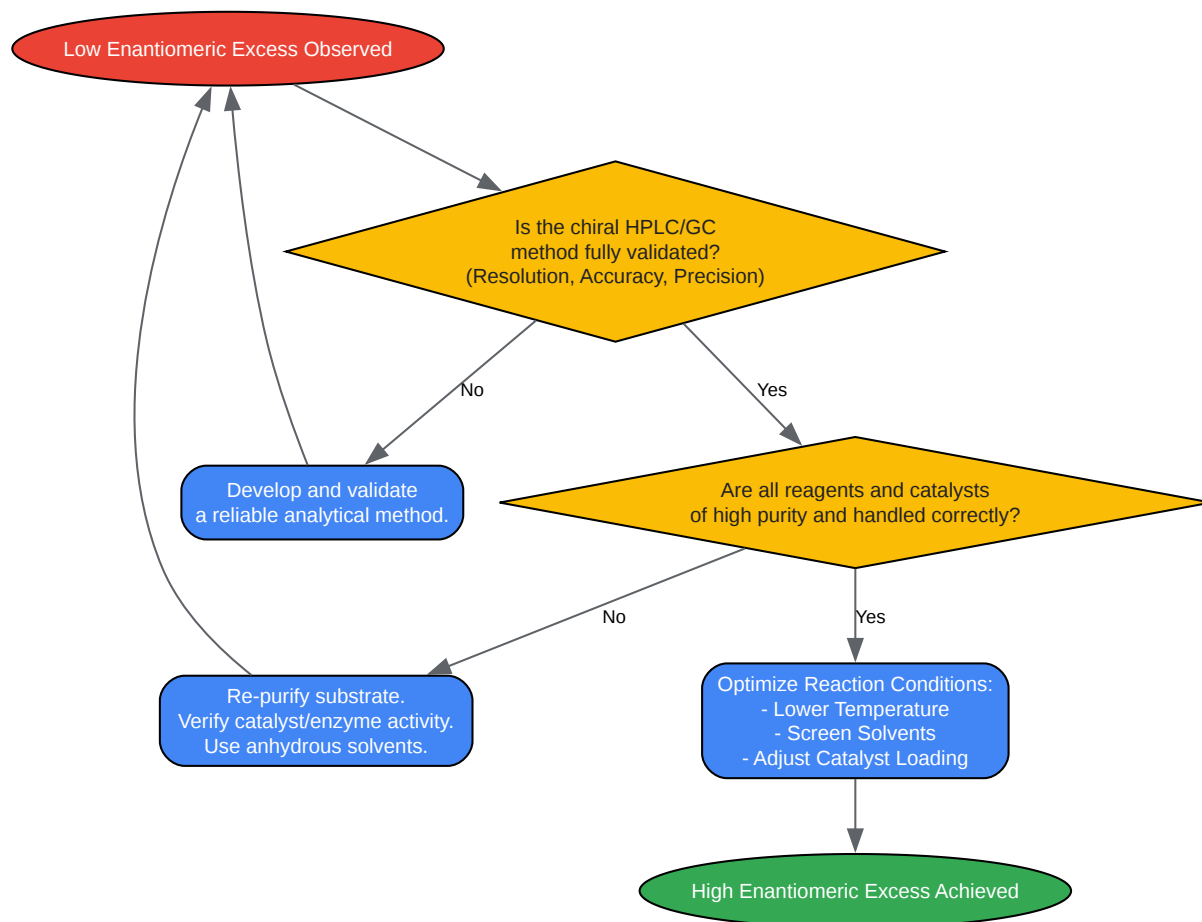 Low Enantiomeric Excess Observed
Is the chiral HPLC/GC
method fully validated?
(Resolution, Accuracy, Precision)
No
Yes
Develop and validate
a reliable analytical method.
Are all reagents and catalysts
of high purity and handled correctly?
No
Yes
Re-purify substrate.
Verify catalyst/enzyme activity.
Use anhydrous solvents.
Optimize Reaction Conditions:
- Lower Temperature
- Screen Solvents
- Adjust Catalyst Loading
High Enantiomeric Excess Achieved